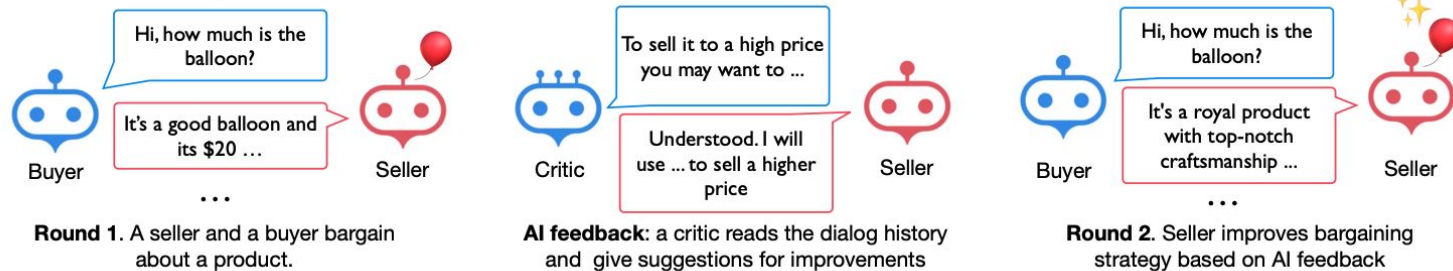 Hi, how much is the
balloon?
It's a good balloon and
its $20 ...
Buyer
Seller
...
Round 1. A seller and a buyer bargain
about a product.
To sell it to a high price
you may want to ...
Understood. I will
use ... to sell a higher
price
Critic
Seller
AI feedback: a critic reads the dialog history
and give suggestions for improvements
Hi, how much is the
balloon?
It's a royal product
with top-notch
craftsmanship ...
Buyer
Seller
...
Round 2. Seller improves bargaining
strategy based on AI feedback